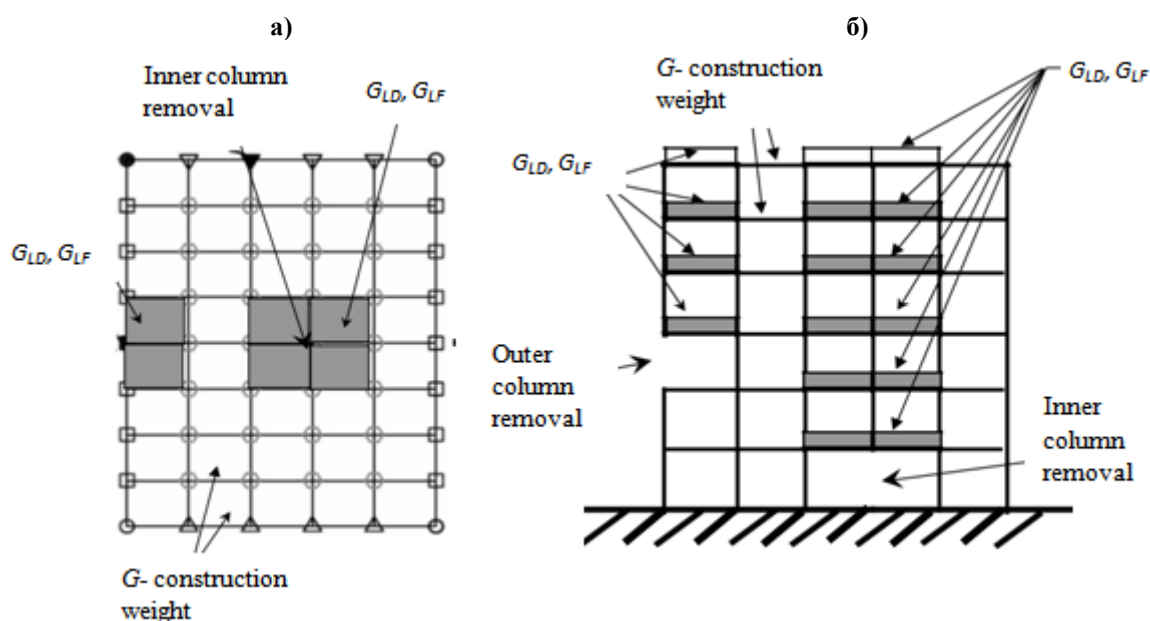 а)
Inner column
removal
G_LD, G_LF
G_LD, G_LF
G- construction
weight
б)
G- construction
weight
G_LD, G_LF
G_LD, G_LF
Outer
column
removal
Inner
column
removal